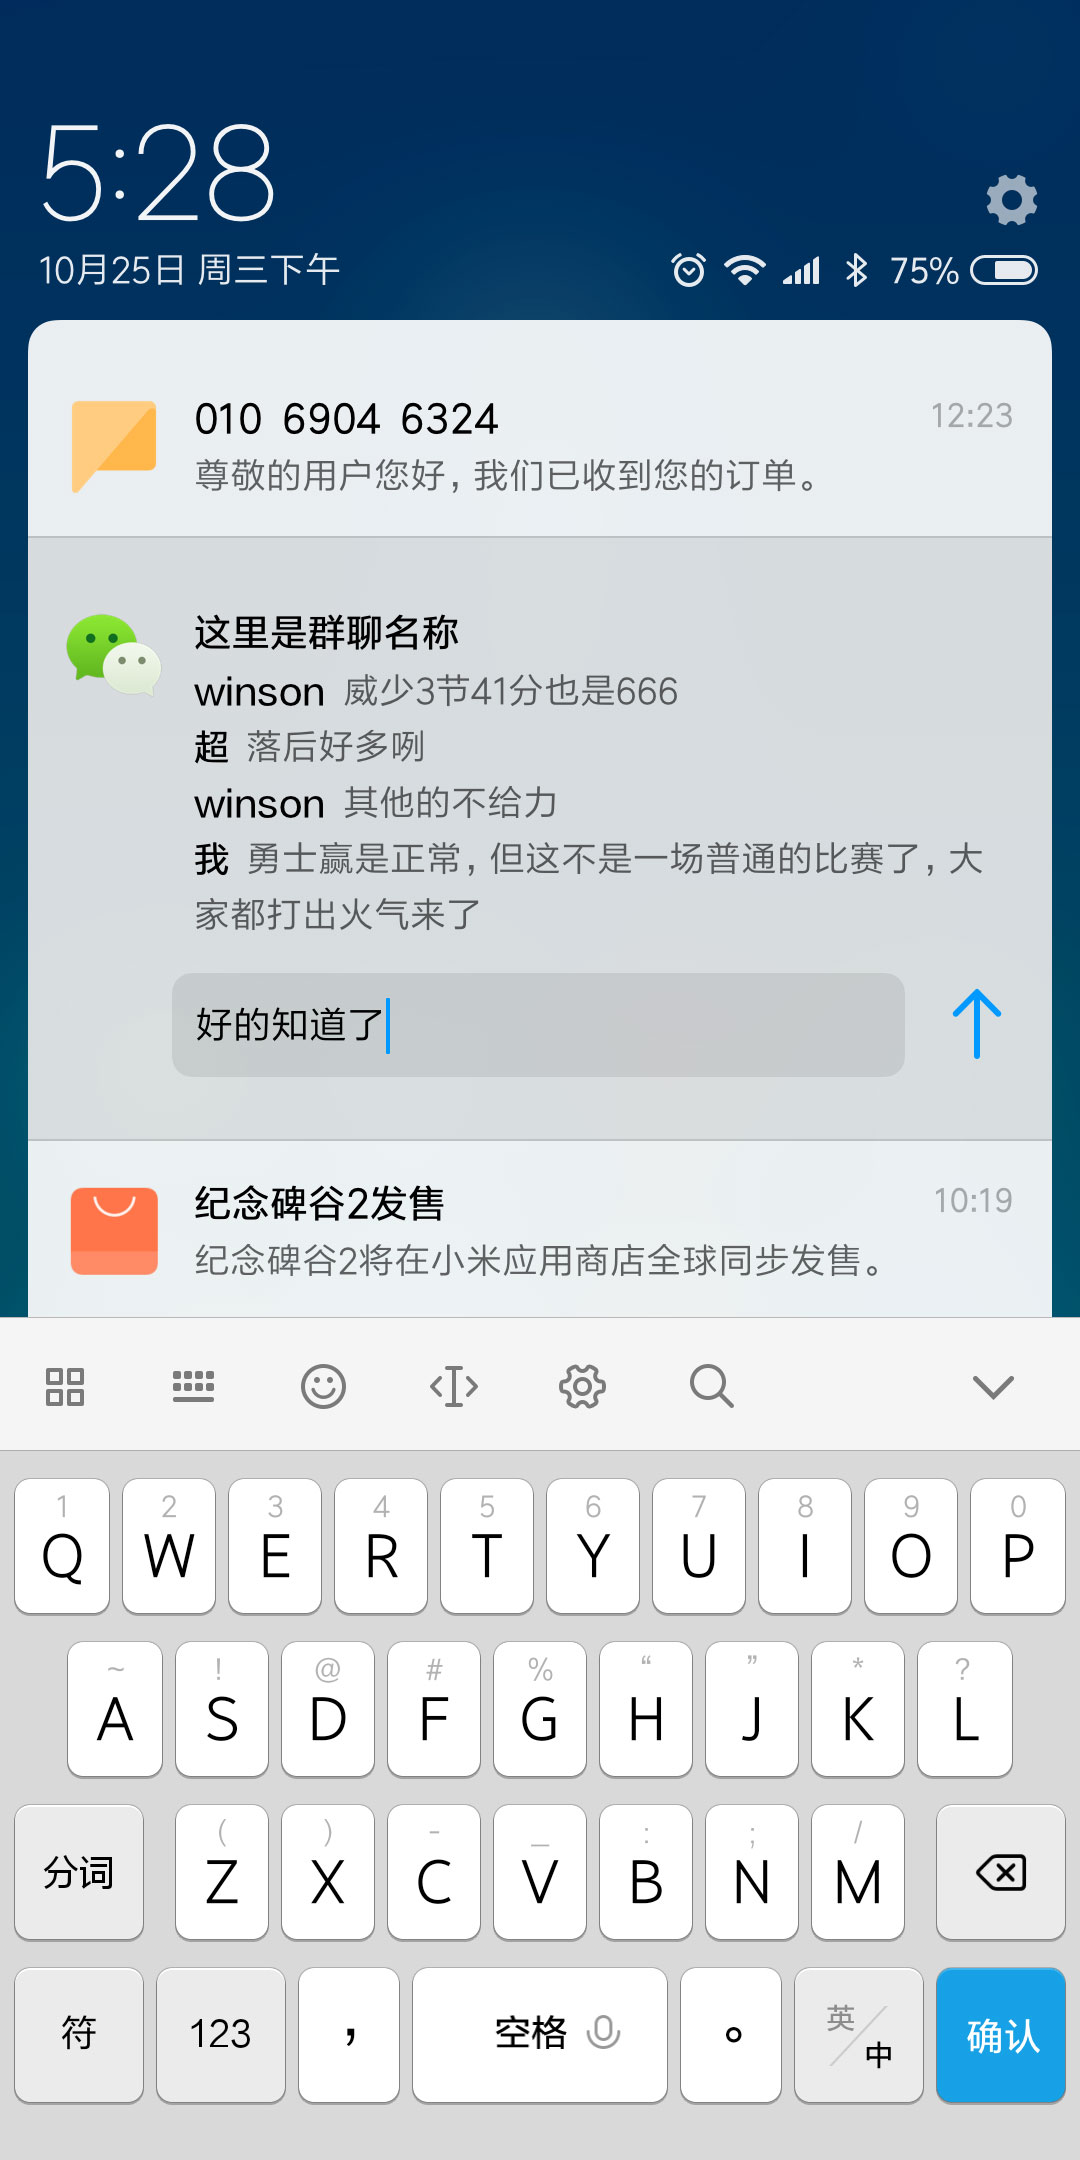 5:28
10月25日 周三下午
75%
010 6904 6324
12:23
尊敬的用户您好，我们已收到您的订单。
这里是群聊名称
winson 威少3节41分也是666
超 落后好多咧
winson 其他的不给力
我 勇士赢是正常，但这不是一场普通的比赛了，大
家都打出火气来了
好的知道了
纪念碑谷2发售
10:19
纪念碑谷2将在小米应用商店全球同步发售。
1 2 3 4 5 6 7 8 9 0
Q W E R T Y U I O P
~ ! @ # % “ ” * ?
A S D F G H J K L
( ) - _ : ; /
分词 Z X C V B N M
符 123 ， 空格 。 英/中 确认